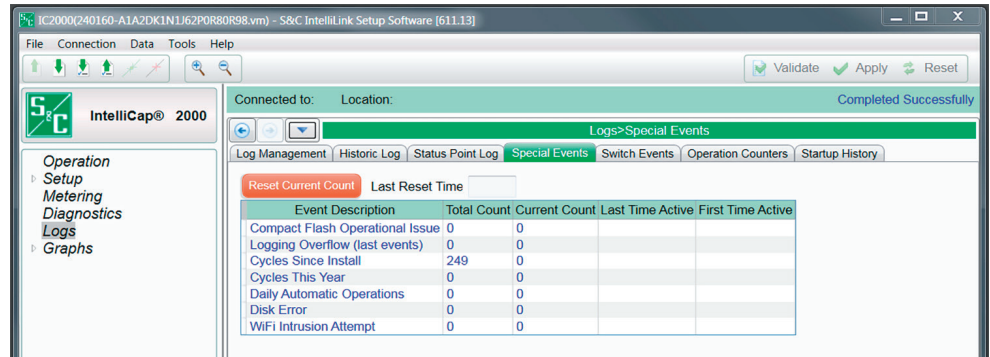 IC2000(240160-A1A2DK1N1J62P0R80R98.vm) - S&C IntelliLink Setup Software [611.13]
File Connection Data Tools Help
Validate Apply Reset
S&C IntelliCap® 2000
Connected to: Location: Completed Successfully
Logs>Special Events
Log Management Historic Log Status Point Log Special Events Switch Events Operation Counters Startup History
Operation
Setup
Metering
Diagnostics
Logs
Graphs
Reset Current Count Last Reset Time
Event Description Total Count Current Count Last Time Active First Time Active
Compact Flash Operational Issue 0 0
Logging Overflow (last events) 0 0
Cycles Since Install 249 0
Cycles This Year 0 0
Daily Automatic Operations 0 0
Disk Error 0 0
WiFi Intrusion Attempt 0 0